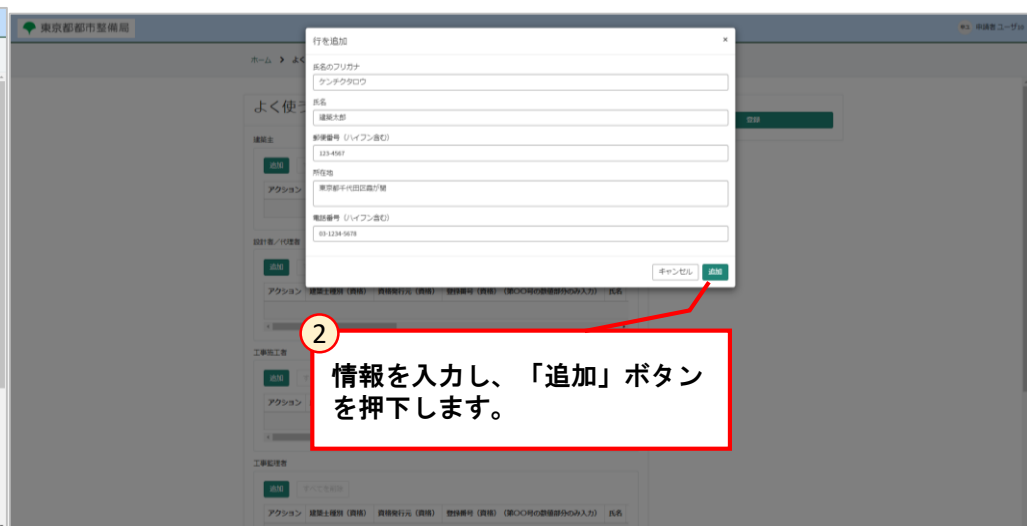 東京都都市整備局
申請者ユーザ
行を追加
×
ホーム > よく
氏名のフリガナ
ケンチクタロウ
よく使う
氏名
建築太郎
登録
建築主
郵便番号（ハイフン含む）
123-4567
追加
所在地
東京都千代田区霞が関
アクション
電話番号（ハイフン含む）
03-1234-5678
設計者／代理者
追加
キャンセル
追加
アクション 建築士種別（資格） 資格発行元（資格） 登録番号（資格）（第〇〇号の数値部分のみ入力） 氏名
2
情報を入力し、「追加」ボタン
を押下します。
工事施工者
追加
アクション
工事監理者
追加
すべてを削除
アクション 建築士種別（資格） 資格発行元（資格） 登録番号（資格）（第〇〇号の数値部分のみ入力） 氏名